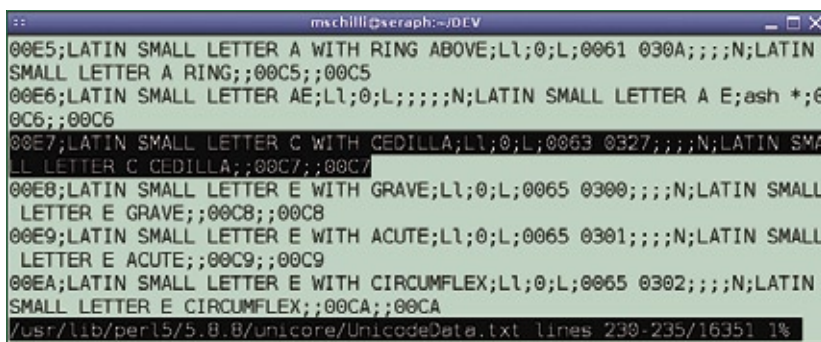 mschilli@seraph:~/DEV
00E5;LATIN SMALL LETTER A WITH RING ABOVE;Ll;0;L;0061 030A;;;;N;LATIN
SMALL LETTER A RING;;00C5;;00C5
00E6;LATIN SMALL LETTER AE;Ll;0;L;;;;;N;LATIN SMALL LETTER A E;ash *;0
0C6;;00C6
00E7;LATIN SMALL LETTER C WITH CEDILLA;Ll;0;L;0063 0327;;;;N;LATIN SMA
LL LETTER C CEDILLA;;00C7;;00C7
00E8;LATIN SMALL LETTER E WITH GRAVE;Ll;0;L;0065 0300;;;;N;LATIN SMALL
LETTER E GRAVE;;00C8;;00C8
00E9;LATIN SMALL LETTER E WITH ACUTE;Ll;0;L;0065 0301;;;;N;LATIN SMALL
LETTER E ACUTE;;00C9;;00C9
00EA;LATIN SMALL LETTER E WITH CIRCUMFLEX;Ll;0;L;0065 0302;;;;N;LATIN
SMALL LETTER E CIRCUMFLEX;;00CA;;00CA
/usr/lib/perl5/5.8.8/unicore/UnicodeData.txt lines 230-235/16351 1%